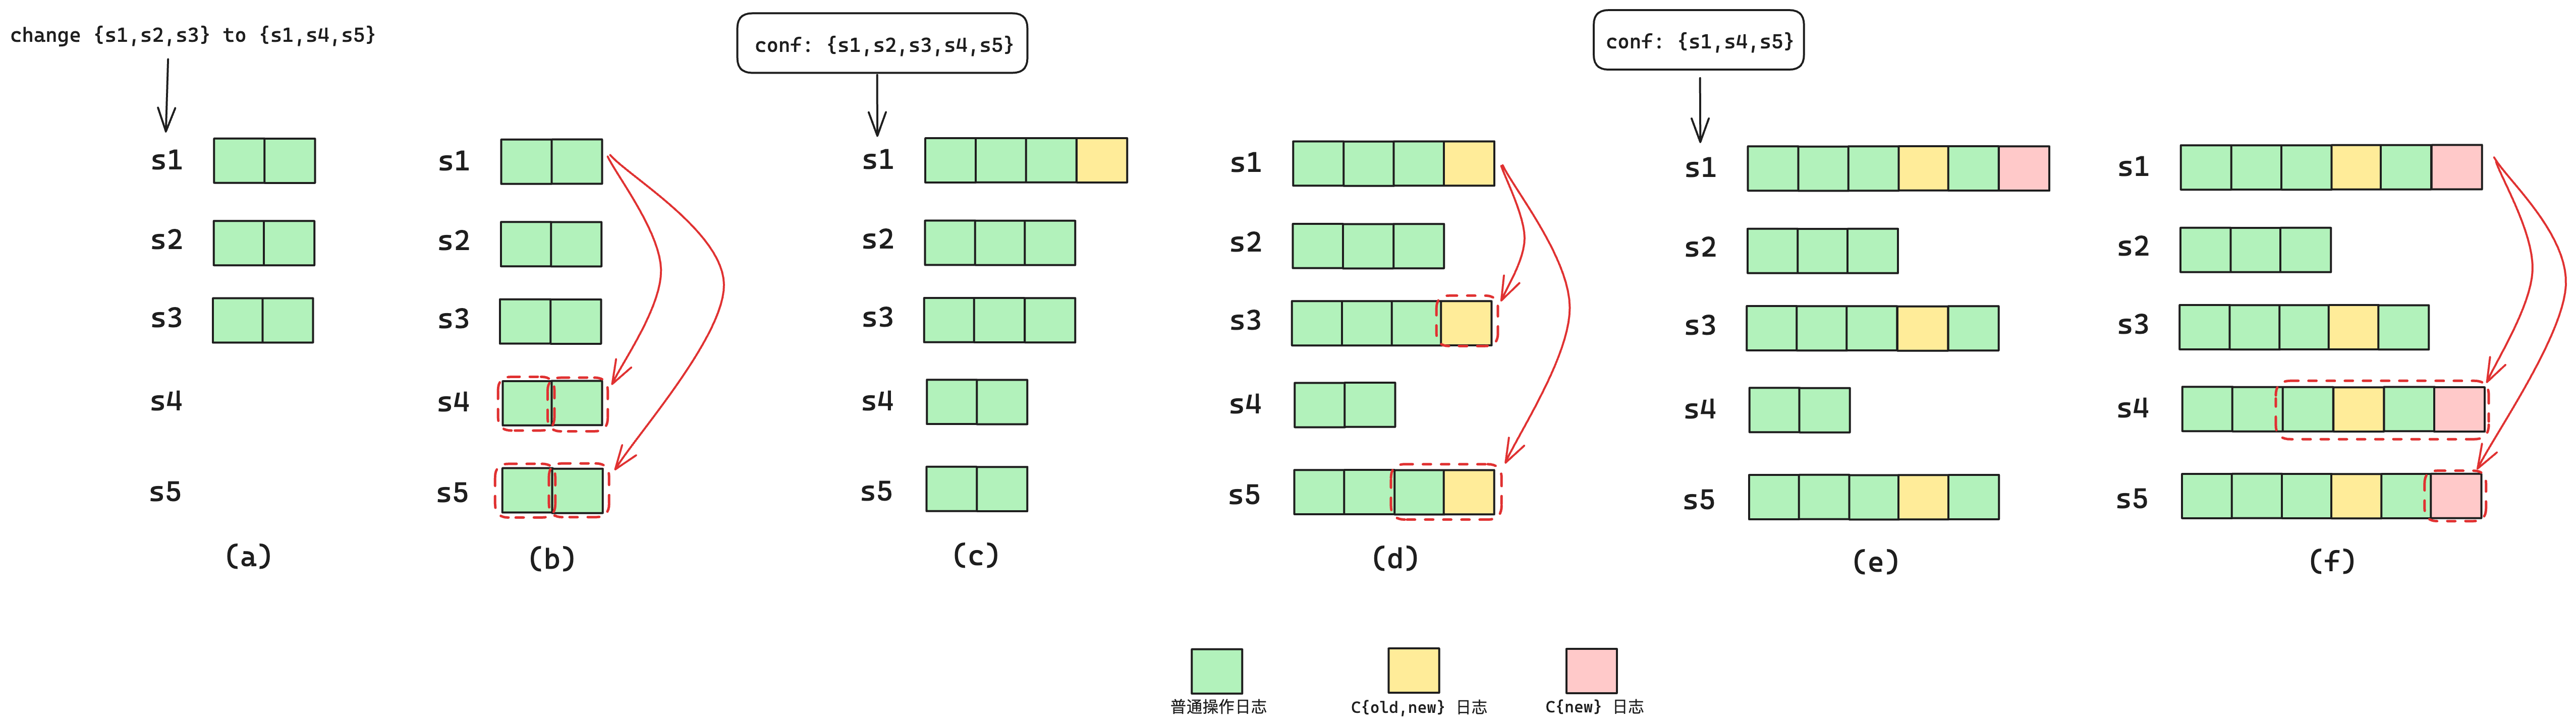 change {s1,s2,s3} to {s1,s4,s5}
conf: {s1,s2,s3,s4,s5}
conf: {s1,s4,s5}
s1
s2
s3
s4
s5
(a)
s1
s2
s3
s4
s5
(b)
s1
s2
s3
s4
s5
(c)
s1
s2
s3
s4
s5
(d)
s1
s2
s3
s4
s5
(e)
s1
s2
s3
s4
s5
(f)
普通操作日志
C{old,new} 日志
C{new} 日志